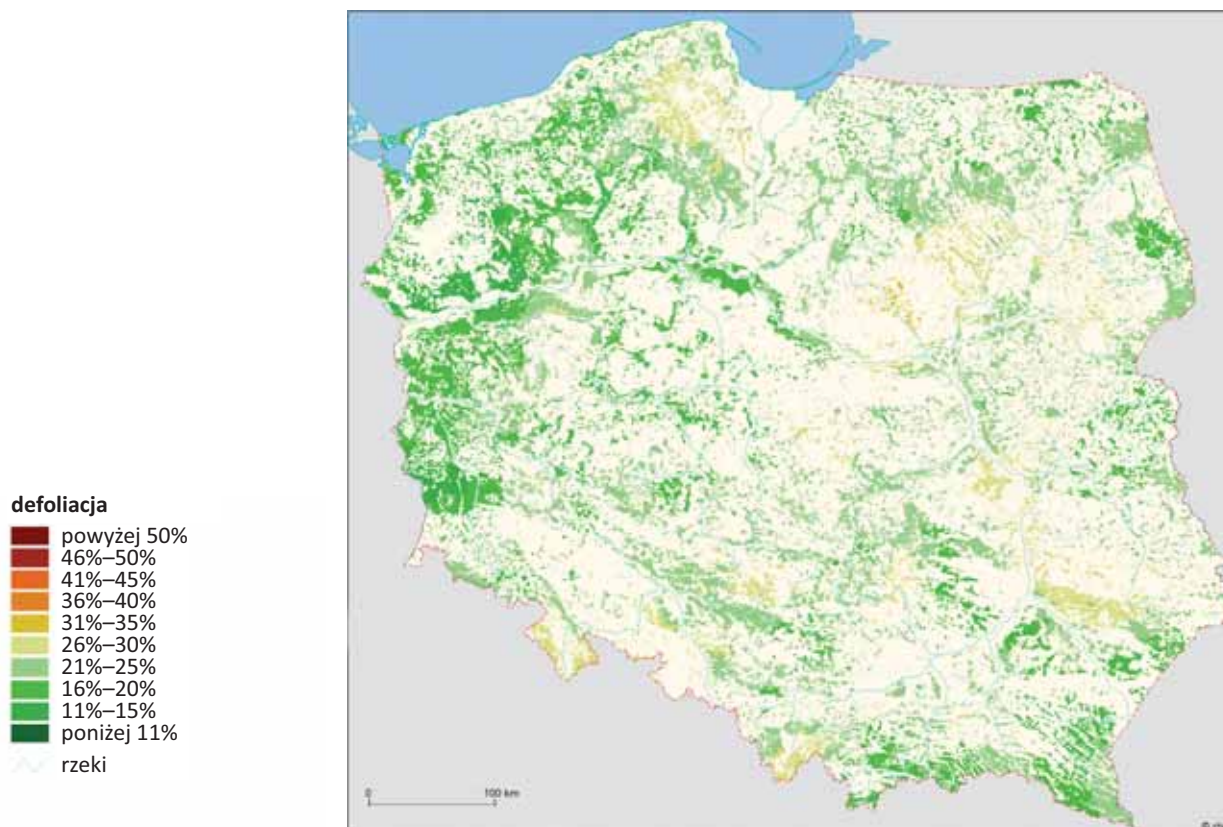 defoliacja
powyżej 50%
46%–50%
41%–45%
36%–40%
31%–35%
26%–30%
21%–25%
16%–20%
11%–15%
poniżej 11%
rzeki
0 100 km
©